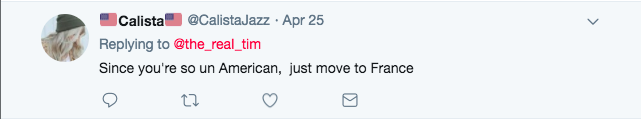 🇺🇸Calista🇺🇸 @CalistaJazz · Apr 25
Replying to @the_real_tim
Since you're so un American,  just move to France